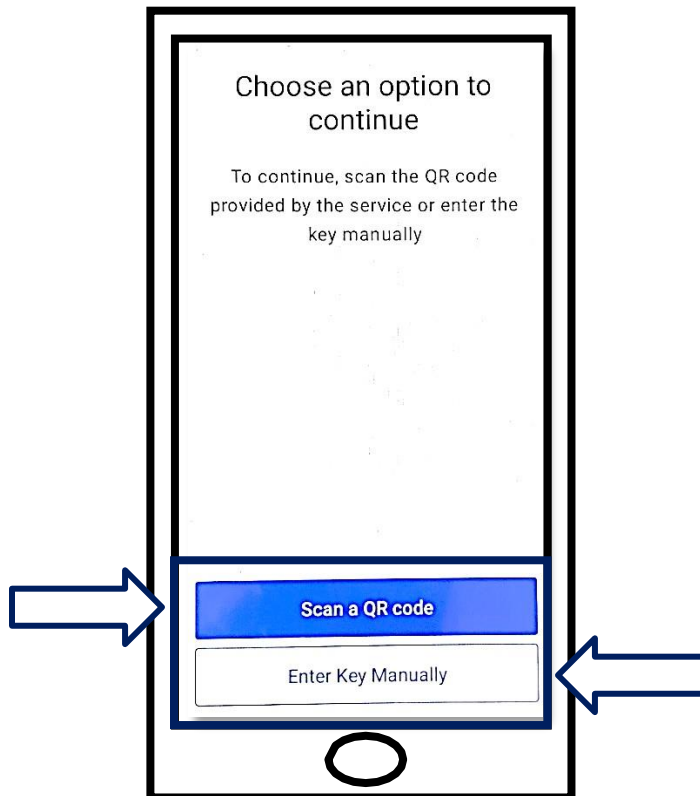 Choose an option to
continue
To continue, scan the QR code
provided by the service or enter the
key manually
Scan a QR code
Enter Key Manually